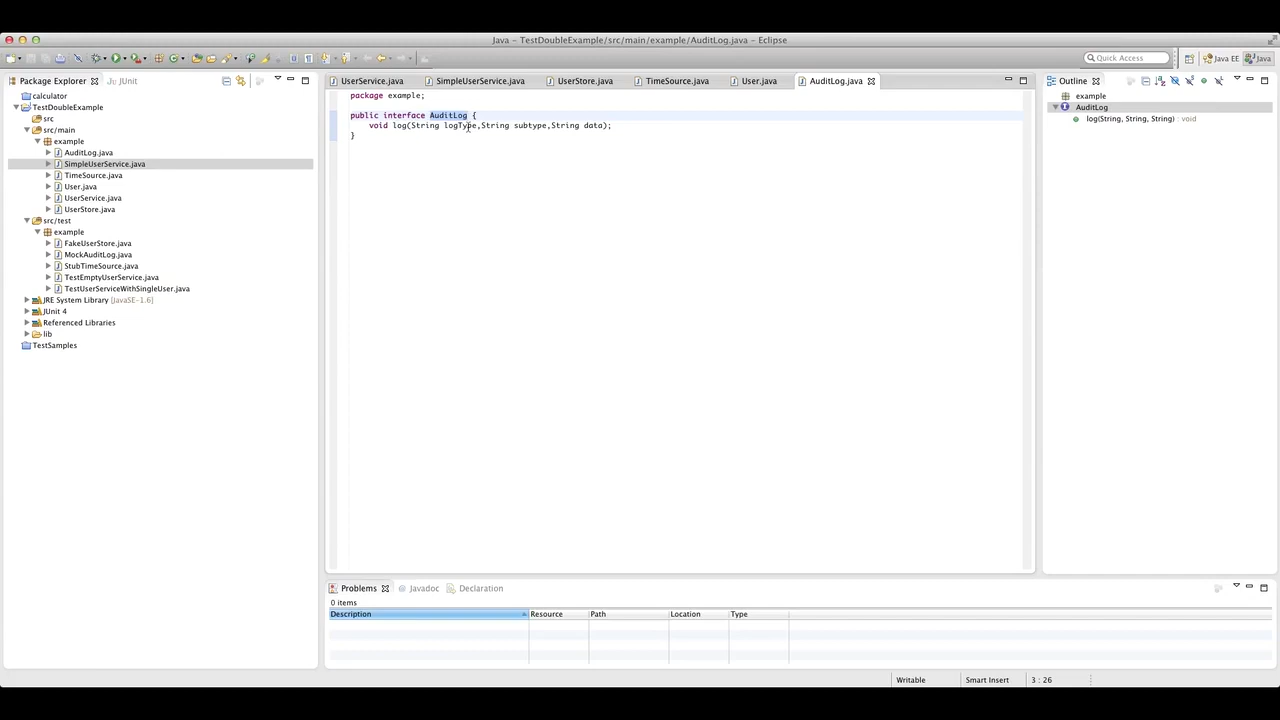 Java – TestDoubleExample/src/main/example/AuditLog.java – Eclipse
Quick Access
Java EE
Java
Package Explorer
JUnit
calculator
TestDoubleExample
src
src/main
example
AuditLog.java
SimpleUserService.java
TimeSource.java
User.java
UserService.java
UserStore.java
src/test
example
FakeUserStore.java
MockAuditLog.java
StubTimeSource.java
TestEmptyUserService.java
TestUserServiceWithSingleUser.java
JRE System Library [JavaSE-1.6]
JUnit 4
Referenced Libraries
lib
TestSamples
UserService.java
SimpleUserService.java
UserStore.java
TimeSource.java
User.java
AuditLog.java
package example;
public interface AuditLog {
void log(String logType,String subtype,String data);
}
Outline
example
AuditLog
log(String, String, String) : void
Problems
Javadoc
Declaration
0 items
Description
Resource
Path
Location
Type
Writable
Smart Insert
3 : 26